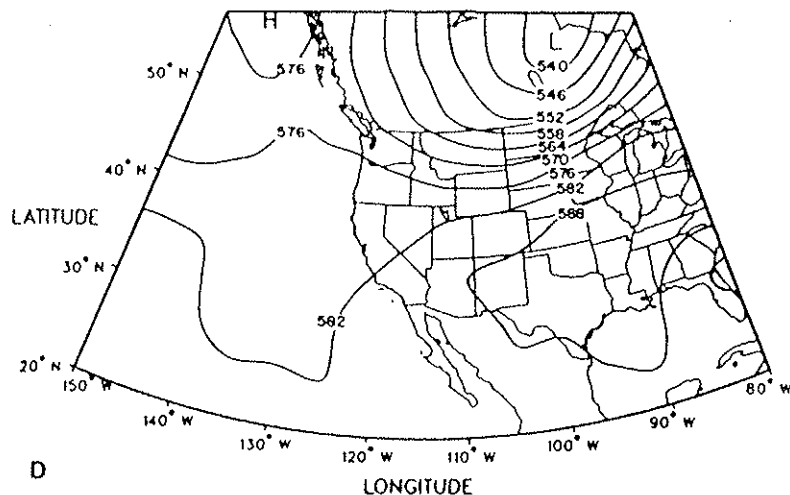 H
L
540
546
552
558
564
570
576
582
588
576
576
582
50° N
40° N
LATITUDE
30° N
20° N
150° W
140° W
130° W
120° W
110° W
100° W
90° W
80° W
D
LONGITUDE